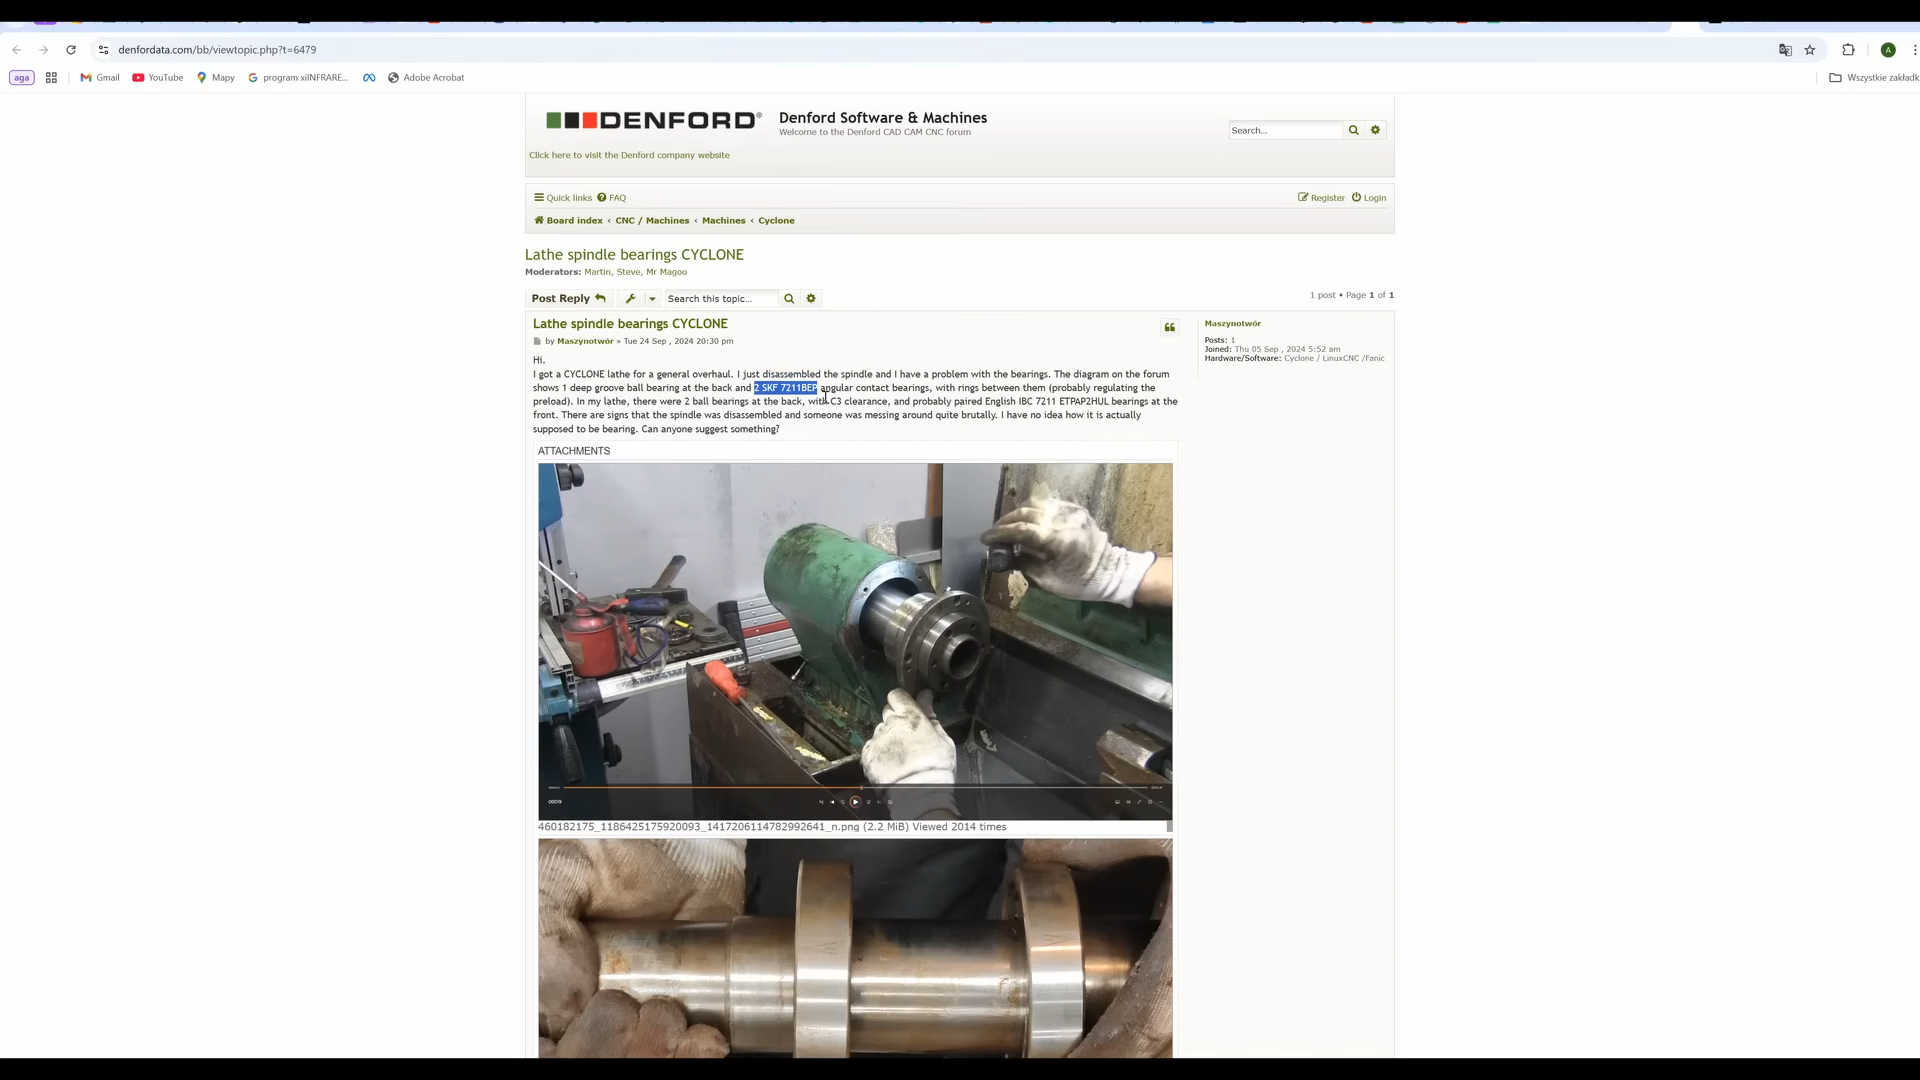 denfordata.com/bb/viewtopic.php?t=6479
A
aga
Gmail
YouTube
Mapy
program xiINFRARE...
Adobe Acrobat
Wszystkie zakładk
DENFORD®
Denford Software & Machines
Welcome to the Denford CAD CAM CNC forum
Search...
Click here to visit the Denford company website
Quick links
FAQ
Register
Login
Board index ‹ CNC / Machines ‹ Machines ‹ Cyclone
Lathe spindle bearings CYCLONE
Moderators: Martin, Steve, Mr Magoo
Post Reply
Search this topic...
1 post • Page 1 of 1
Lathe spindle bearings CYCLONE
by Maszynotwór » Tue 24 Sep , 2024 20:30 pm
Maszynotwór
Posts: 1
Joined: Thu 05 Sep , 2024 5:52 am
Hardware/Software: Cyclone / LinuxCNC /Fanic
Hi.
I got a CYCLONE lathe for a general overhaul. I just disassembled the spindle and I have a problem with the bearings. The diagram on the forum
shows 1 deep groove ball bearing at the back and 2 SKF 7211BEP angular contact bearings, with rings between them (probably regulating the
preload). In my lathe, there were 2 ball bearings at the back, with C3 clearance, and probably paired English IBC 7211 ETPAP2HUL bearings at the
front. There are signs that the spindle was disassembled and someone was messing around quite brutally. I have no idea how it is actually
supposed to be bearing. Can anyone suggest something?
ATTACHMENTS
460182175_1186425175920093_1417206114782992641_n.png (2.2 MiB) Viewed 2014 times